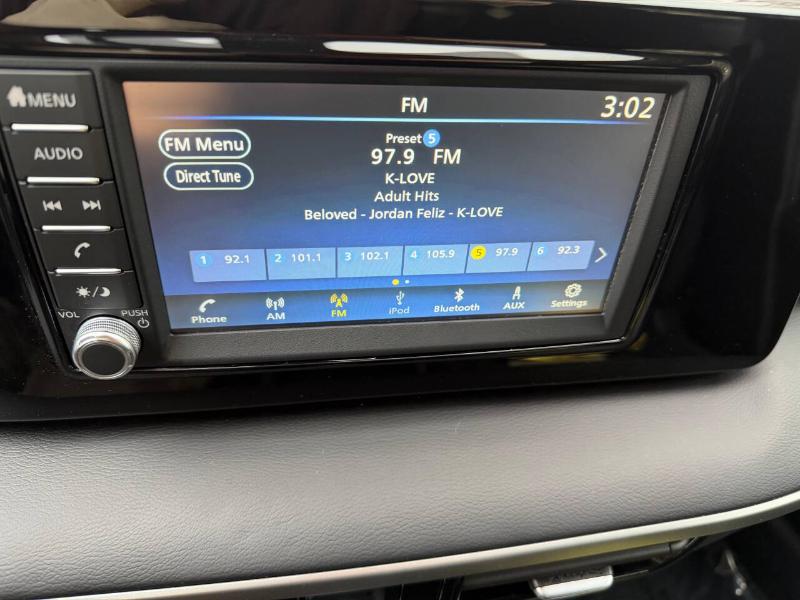 MENU
AUDIO
VOL
PUSH
FM
3:02
FM Menu
Direct Tune
Preset 5
97.9 FM
K-LOVE
Adult Hits
Beloved - Jordan Feliz - K-LOVE
1 92.1 2 101.1 3 102.1 4 105.9 5 97.9 6 92.3
Phone AM FM iPod Bluetooth AUX Settings